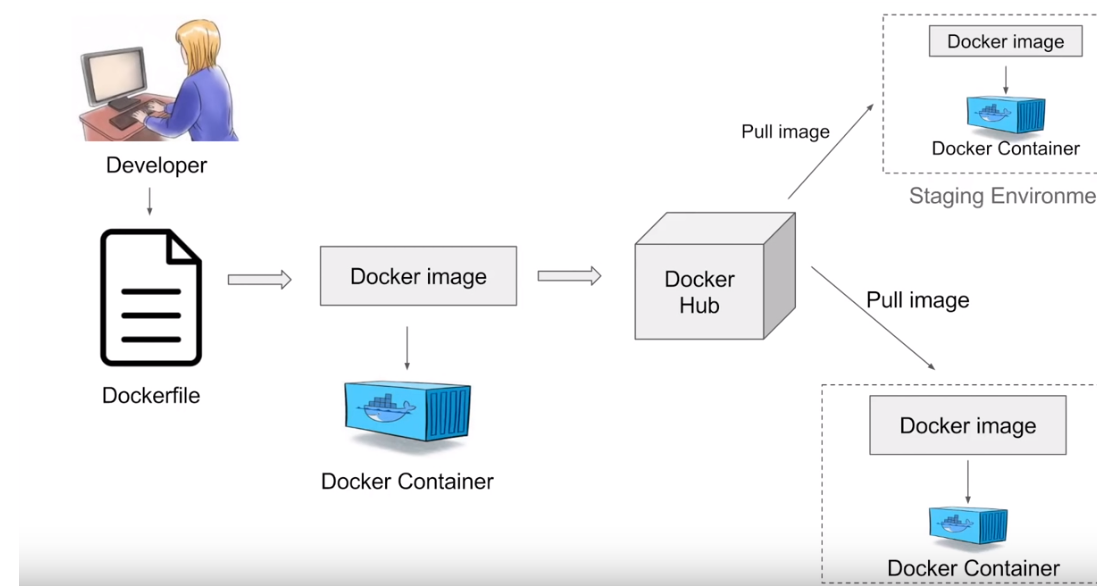 Developer
Dockerfile
Docker image
Docker Container
Docker
Hub
Pull image
Docker image
Docker Container
Staging Environme
Pull image
Docker image
Docker Container